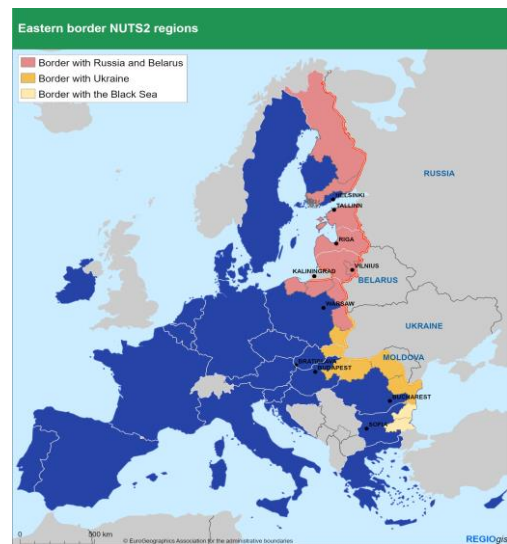 Eastern border NUTS2 regions
Border with Russia and Belarus
Border with Ukraine
Border with the Black Sea
RUSSIA
HELSINKI
TALLINN
RIGA
VILNIUS
KALININGRAD
BELARUS
WARSAW
UKRAINE
MOLDOVA
BRATISLAVA
BUDAPEST
BUCHAREST
SOFIA
0 500 km
© EuroGeographics Association for the administrative boundaries
REGIOgis